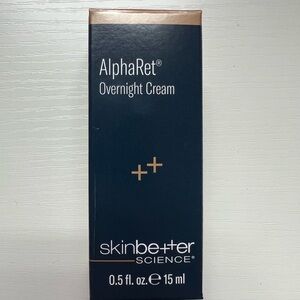 AlphaRet®
Overnight Cream
++
skinbetter
SCIENCE®
0.5 fl. oz. ℮ 15 ml